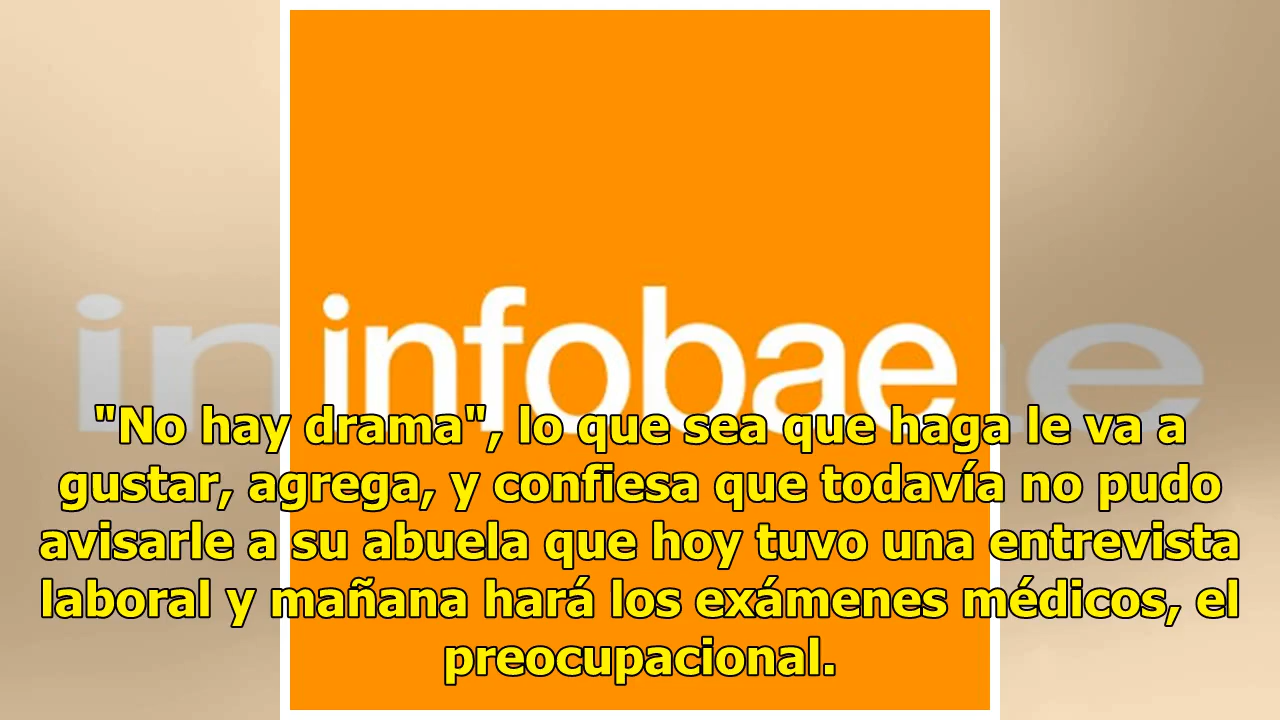 infobae
"No hay drama", lo que sea que haga le va a
gustar, agrega, y confiesa que todavía no pudo
avisarle a su abuela que hoy tuvo una entrevista
laboral y mañana hará los exámenes médicos, el
preocupacional.